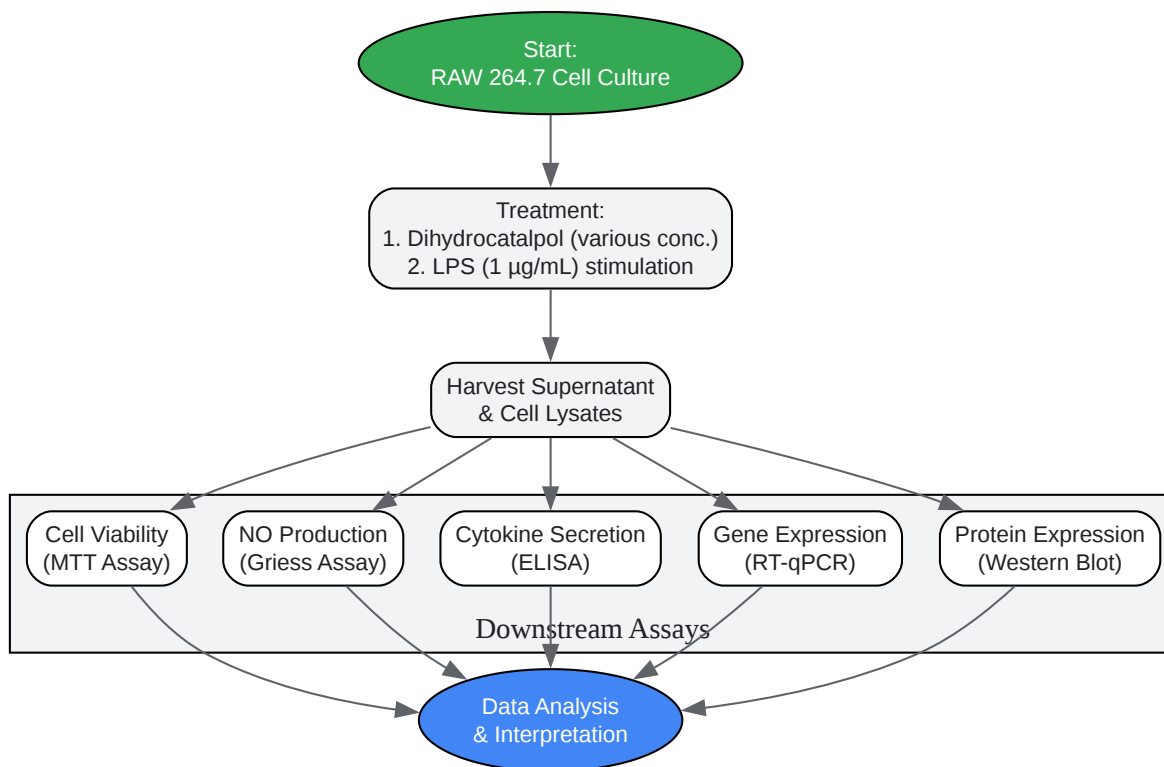 Start:
RAW 264.7 Cell Culture
Treatment:
1. Dihydrocatalpol (various conc.)
2. LPS (1 µg/mL) stimulation
Harvest Supernatant
& Cell Lysates
Cell Viability
(MTT Assay)
NO Production
(Griess Assay)
Cytokine Secretion
(ELISA)
Gene Expression
(RT-qPCR)
Protein Expression
(Western Blot)
Downstream Assays
Data Analysis
& Interpretation